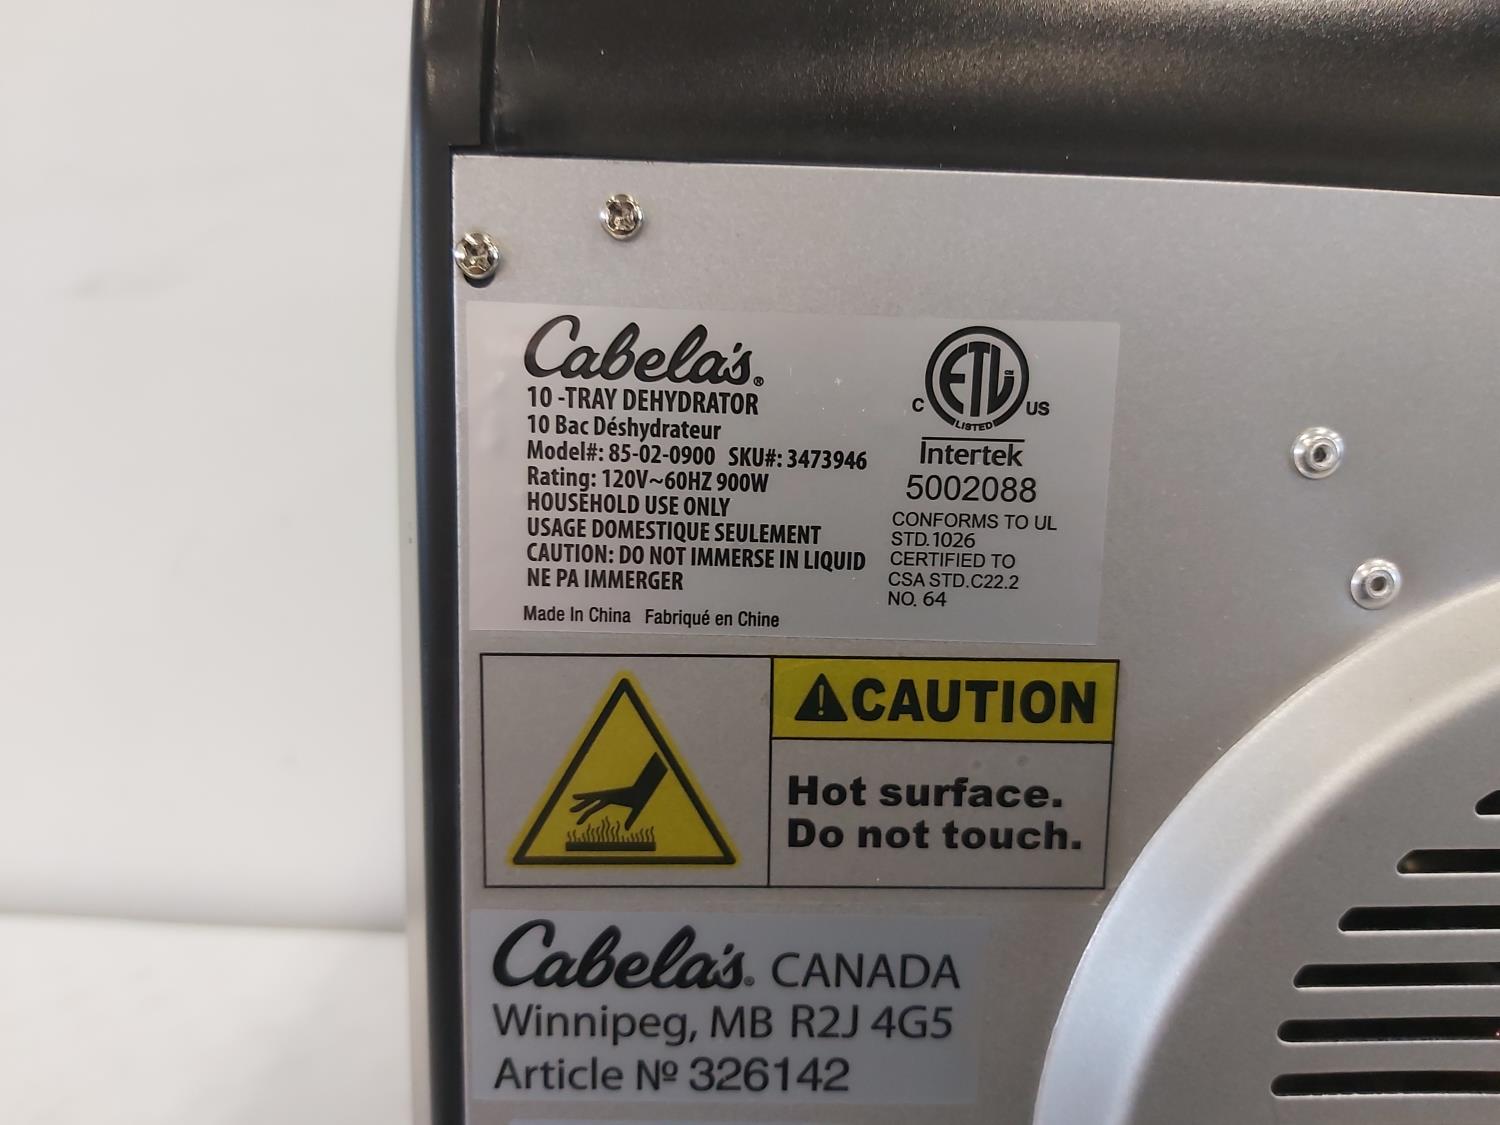 Cabela's®
10 -TRAY DEHYDRATOR
10 Bac Déshydrateur
Model#: 85-02-0900 SKU#: 3473946
Rating: 120V~60HZ 900W
HOUSEHOLD USE ONLY
USAGE DOMESTIQUE SEULEMENT
CAUTION: DO NOT IMMERSE IN LIQUID
NE PA IMMERGER
Made In China Fabriqué en Chine
ETL
C US
LISTED
Intertek
5002088
CONFORMS TO UL
STD.1026
CERTIFIED TO
CSA STD.C22.2
NO. 64
CAUTION
Hot surface.
Do not touch.
Cabela's® CANADA
Winnipeg, MB R2J 4G5
Article Nº 326142